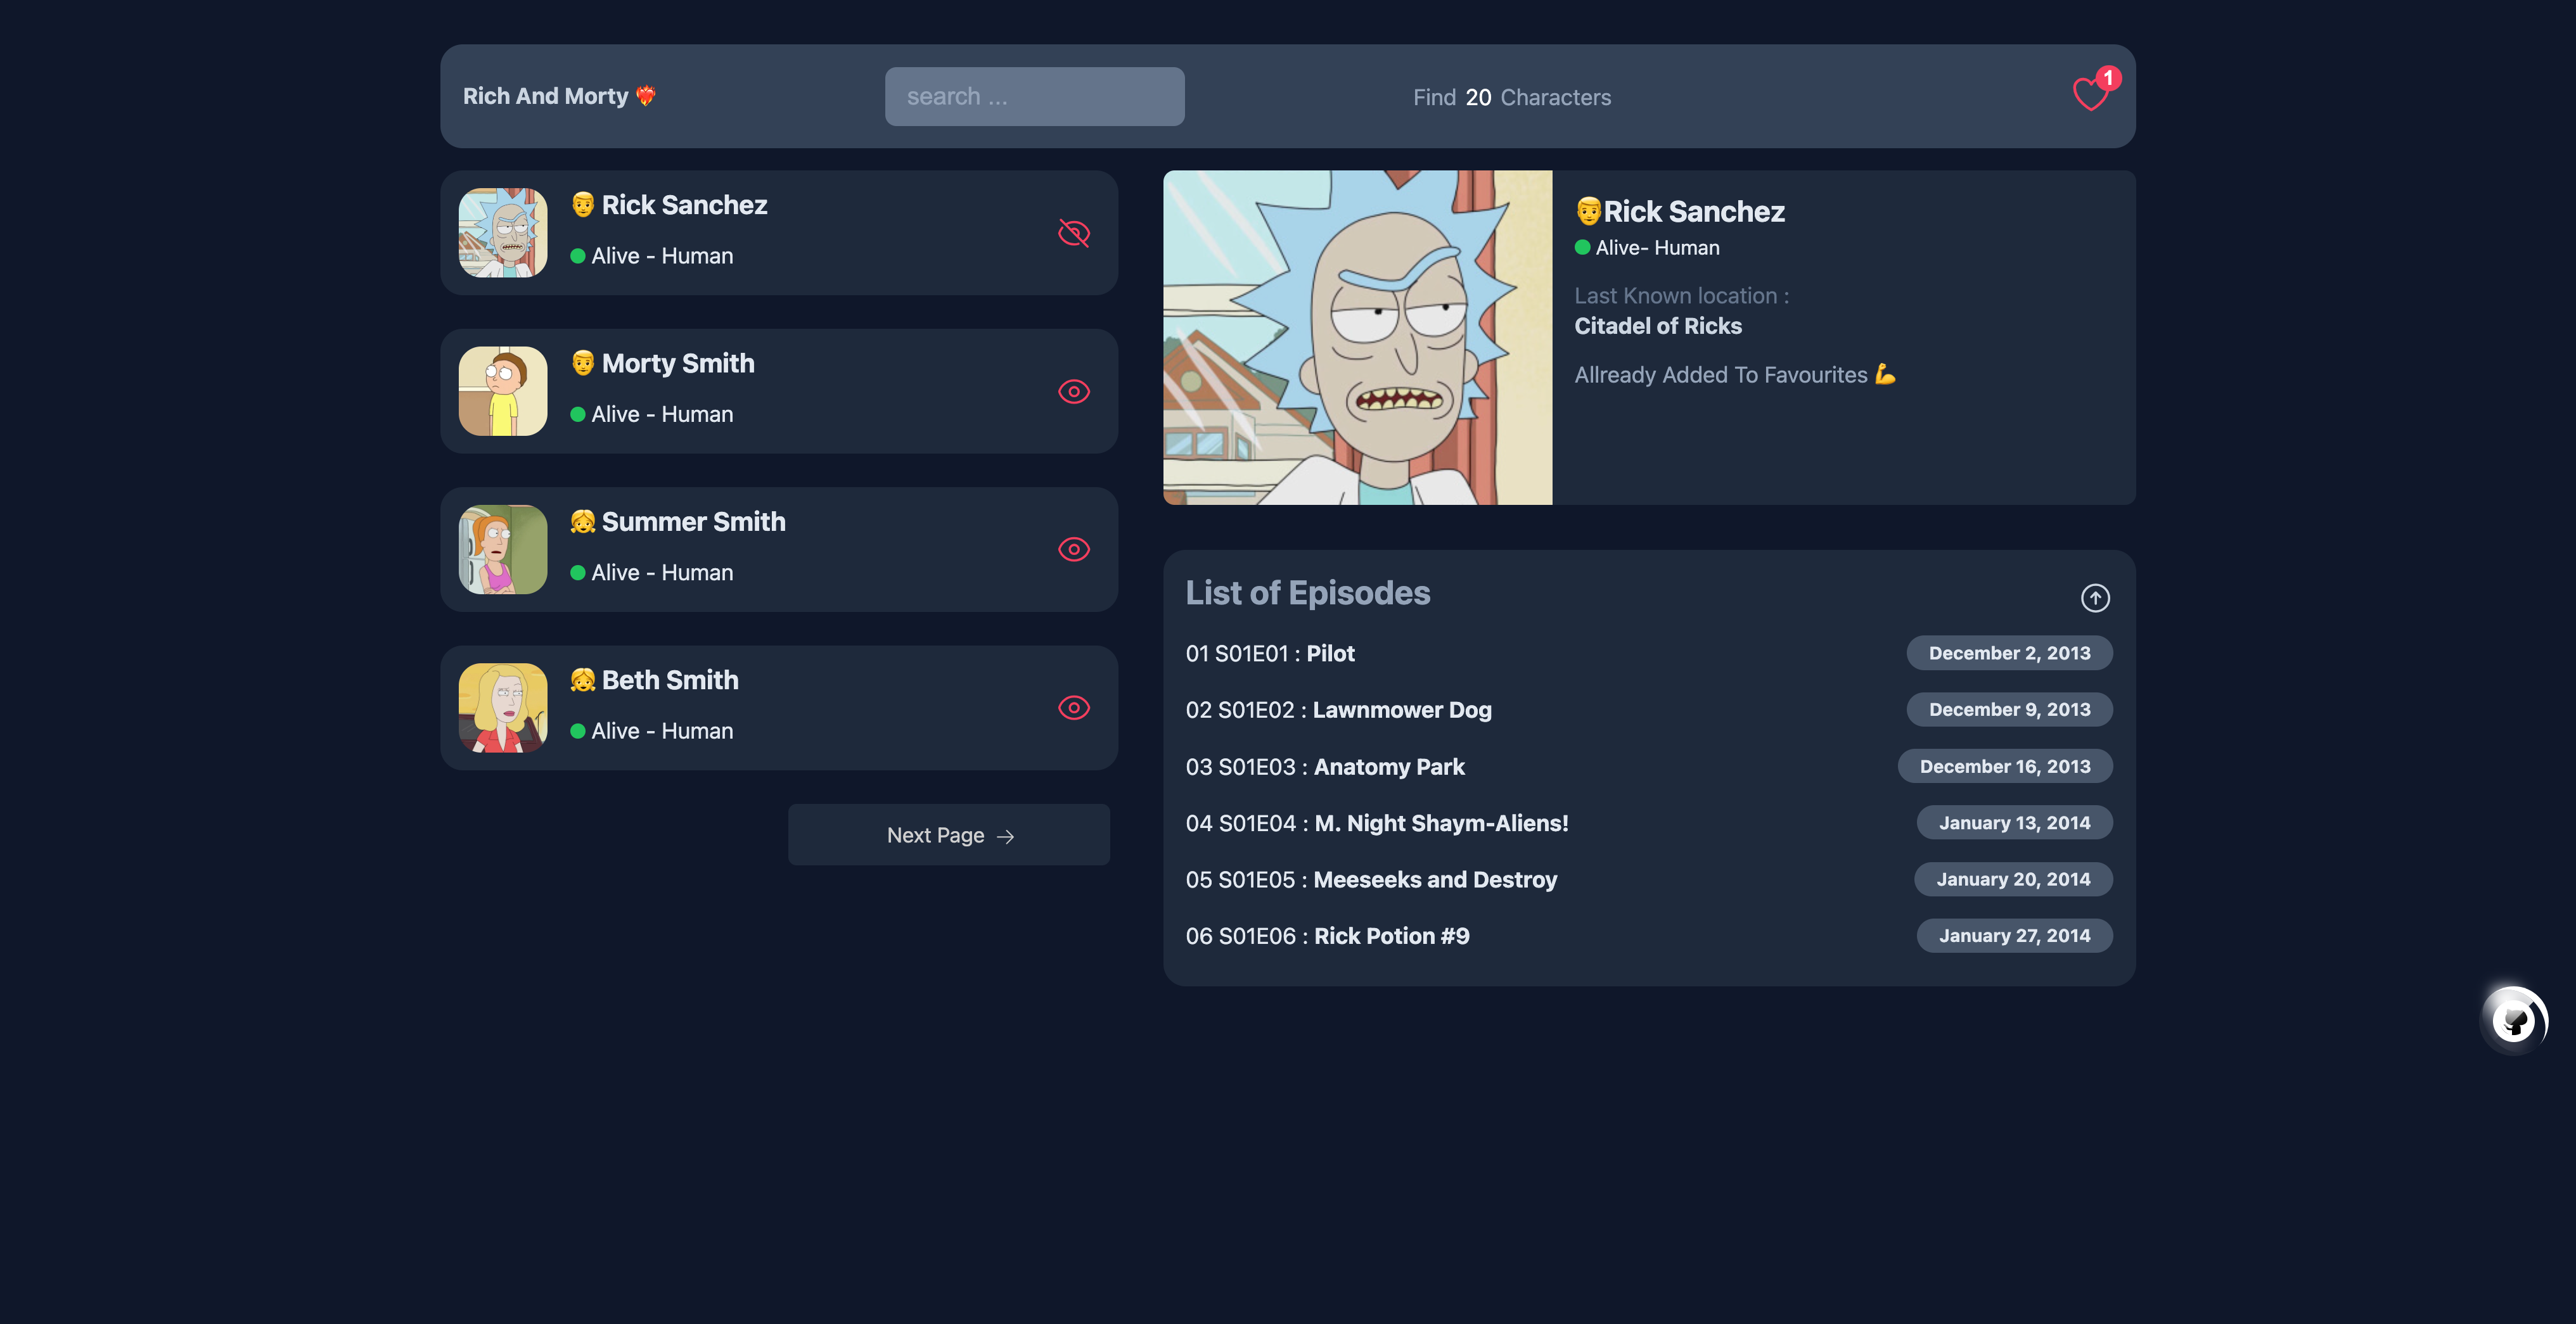 Rich And Morty ❤️‍🔥
search ...
Find 20 Characters
1
👨 Rick Sanchez
Alive - Human
👨 Morty Smith
Alive - Human
👧 Summer Smith
Alive - Human
👧 Beth Smith
Alive - Human
Next Page →
👨Rick Sanchez
Alive- Human
Last Known location :
Citadel of Ricks
Allready Added To Favourites 💪
List of Episodes
01 S01E01 : Pilot December 2, 2013
02 S01E02 : Lawnmower Dog December 9, 2013
03 S01E03 : Anatomy Park December 16, 2013
04 S01E04 : M. Night Shaym-Aliens! January 13, 2014
05 S01E05 : Meeseeks and Destroy January 20, 2014
06 S01E06 : Rick Potion #9 January 27, 2014